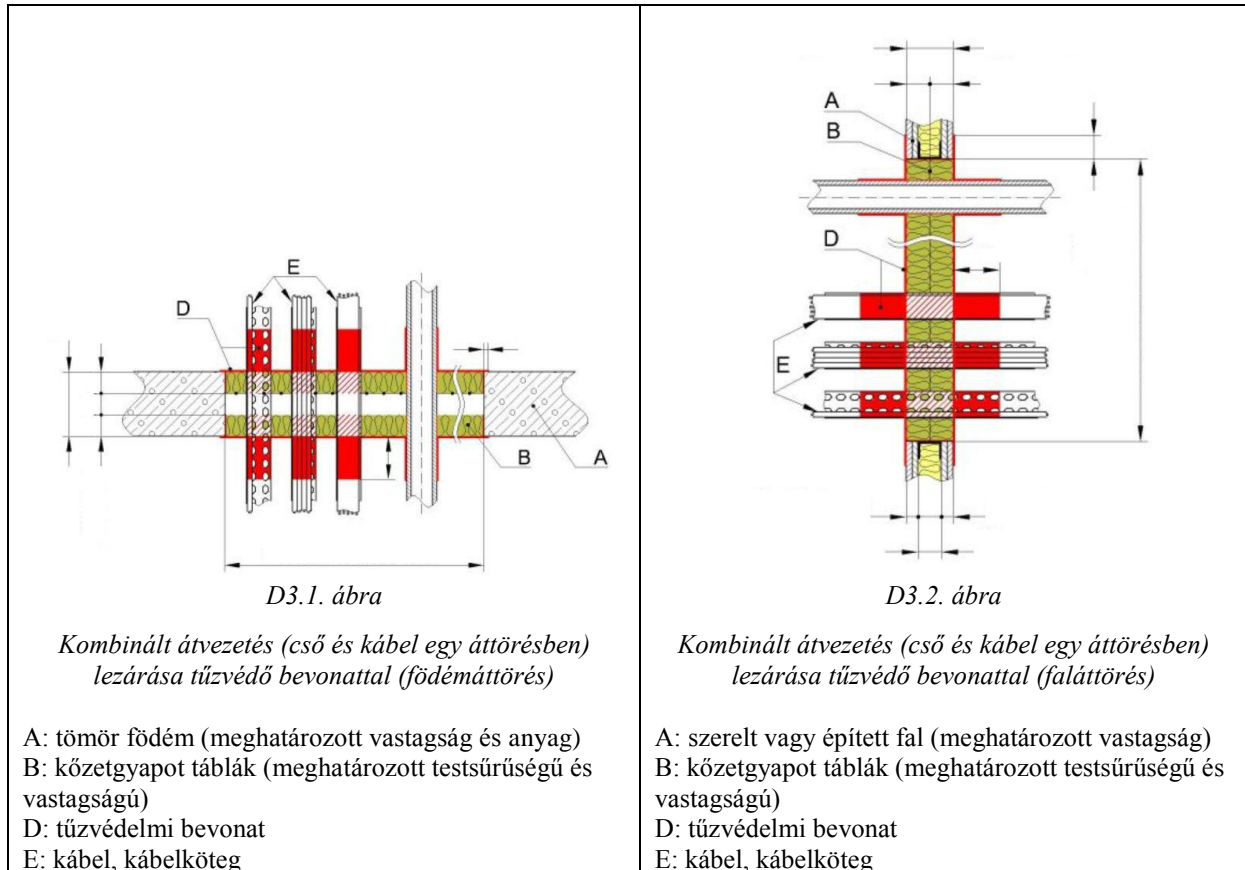 E
D
B
A
D3.1. ábra
Kombinált átvezetés (cső és kábel egy áttörésben)
lezárása tűzvédő bevonattal (födémáttörés)
A: tömör födém (meghatározott vastagság és anyag)
B: kőzetgyapot táblák (meghatározott testsűrűségű és
vastagságú)
D: tűzvédelmi bevonat
E: kábel, kábelköteg
A
B
D
E
D3.2. ábra
Kombinált átvezetés (cső és kábel egy áttörésben)
lezárása tűzvédő bevonattal (faláttörés)
A: szerelt vagy épített fal (meghatározott vastagság)
B: kőzetgyapot táblák (meghatározott testsűrűségű és
vastagságú)
D: tűzvédelmi bevonat
E: kábel, kábelköteg